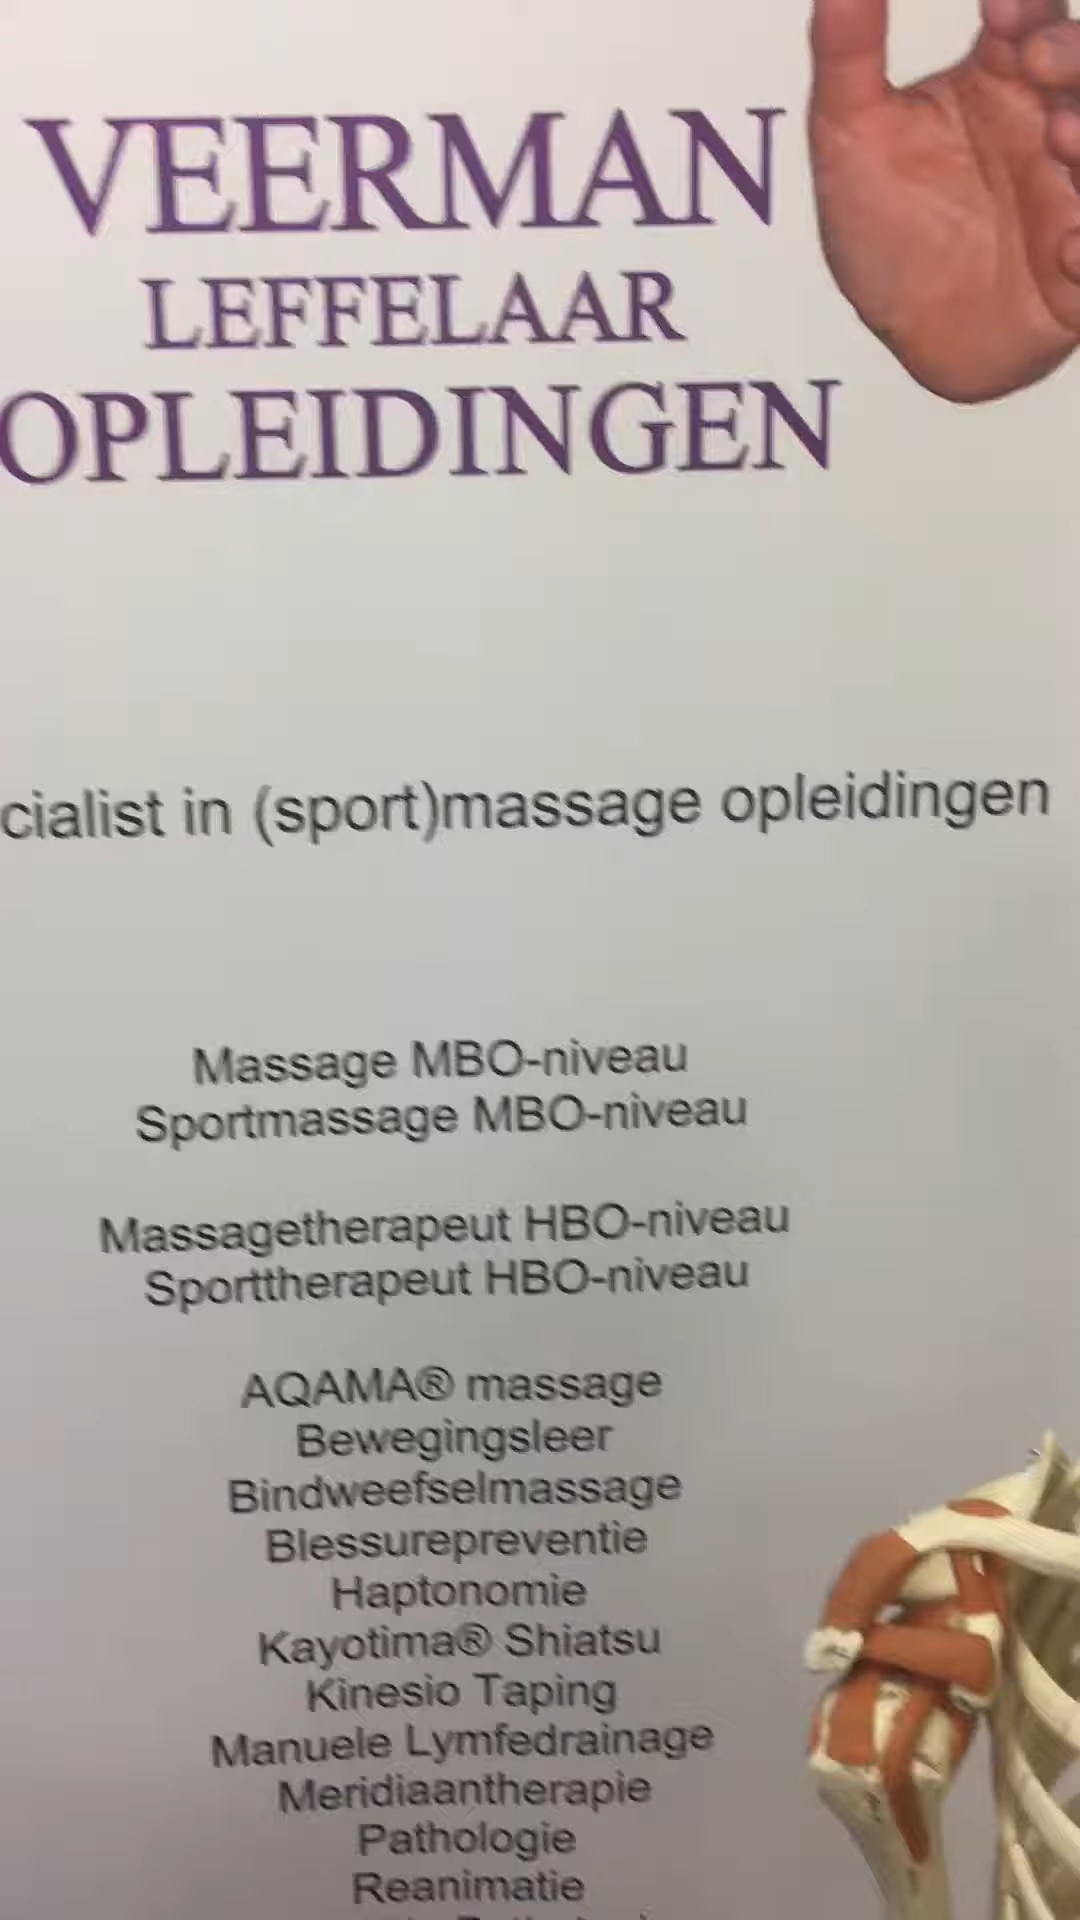 VEERMAN
LEFFELAAR
OPLEIDINGEN
cialist in (sport)massage opleidingen
Massage MBO-niveau
Sportmassage MBO-niveau
Massagetherapeut HBO-niveau
Sporttherapeut HBO-niveau
AQAMA® massage
Bewegingsleer
Bindweefselmassage
Blessurepreventie
Haptonomie
Kayotima® Shiatsu
Kinesio Taping
Manuele Lymfedrainage
Meridiaantherapie
Pathologie
Reanimatie